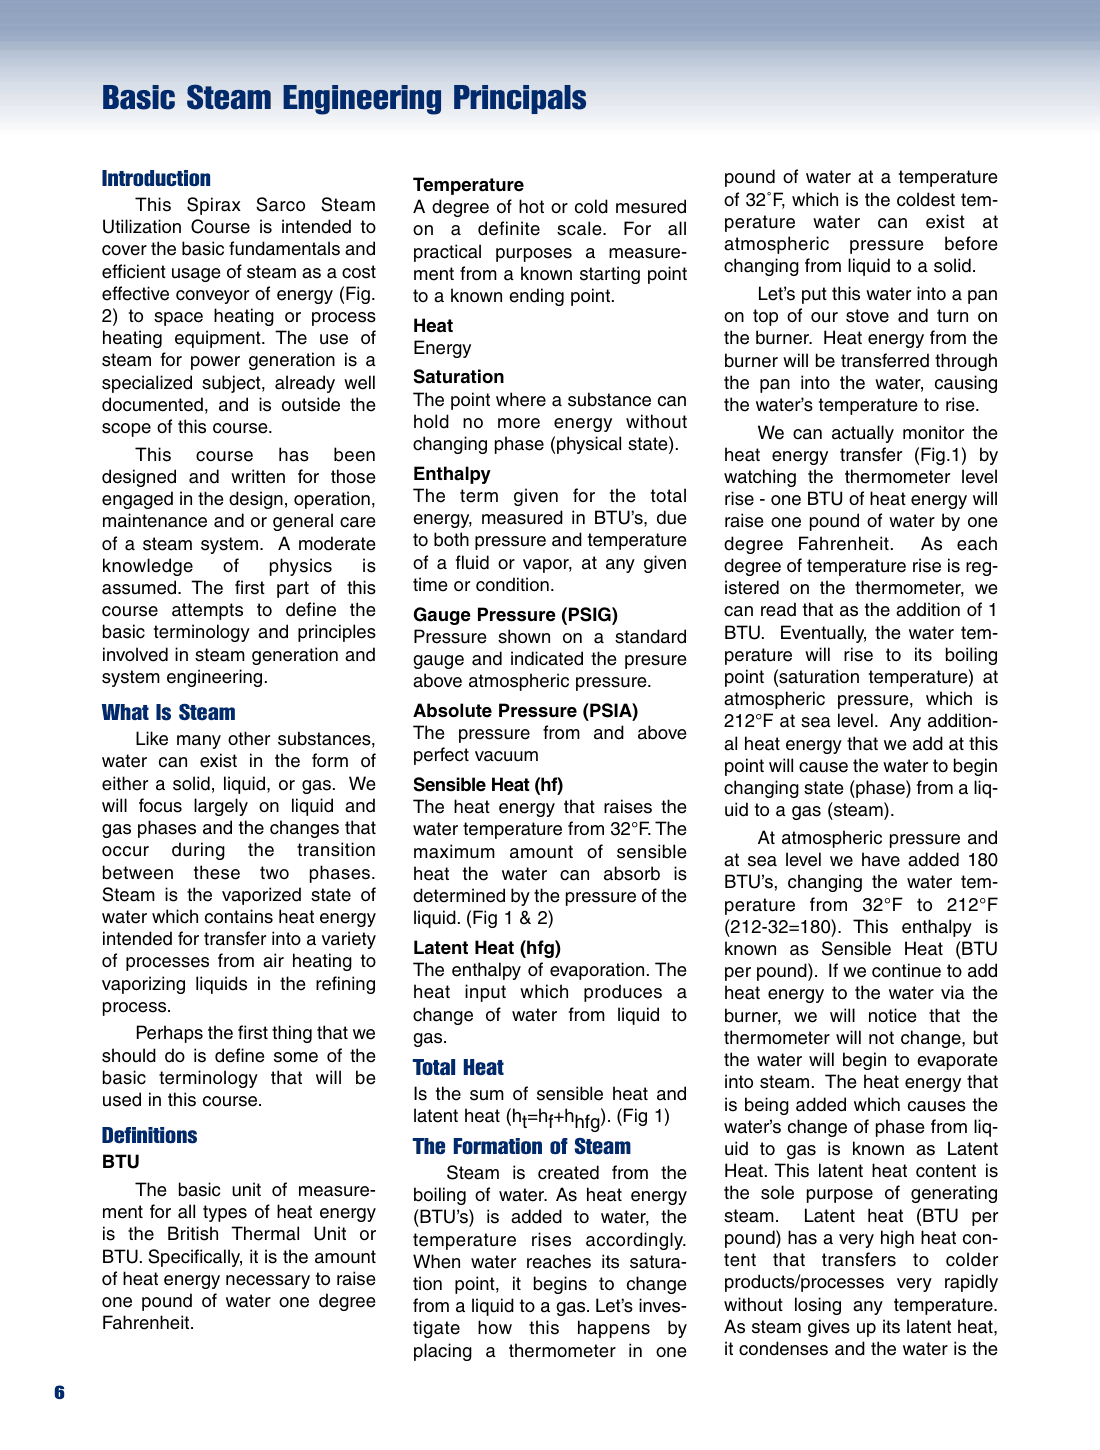 Basic Steam Engineering Principals
Introduction
This Spirax Sarco Steam
Utilization Course is intended to
cover the basic fundamentals and
efficient usage of steam as a cost
effective conveyor of energy (Fig.
2) to space heating or process
heating equipment. The use of
steam for power generation is a
specialized subject, already well
documented, and is outside the
scope of this course.
This course has been
designed and written for those
engaged in the design, operation,
maintenance and or general care
of a steam system. A moderate
knowledge of physics is
assumed. The first part of this
course attempts to define the
basic terminology and principles
involved in steam generation and
system engineering.
What Is Steam
Like many other substances,
water can exist in the form of
either a solid, liquid, or gas. We
will focus largely on liquid and
gas phases and the changes that
occur during the transition
between these two phases.
Steam is the vaporized state of
water which contains heat energy
intended for transfer into a variety
of processes from air heating to
vaporizing liquids in the refining
process.
Perhaps the first thing that we
should do is define some of the
basic terminology that will be
used in this course.
Definitions
BTU
The basic unit of measure-
ment for all types of heat energy
is the British Thermal Unit or
BTU. Specifically, it is the amount
of heat energy necessary to raise
one pound of water one degree
Fahrenheit.
Temperature
A degree of hot or cold mesured
on a definite scale. For all
practical purposes a measure-
ment from a known starting point
to a known ending point.
Heat
Energy
Saturation
The point where a substance can
hold no more energy without
changing phase (physical state).
Enthalpy
The term given for the total
energy, measured in BTU’s, due
to both pressure and temperature
of a fluid or vapor, at any given
time or condition.
Gauge Pressure (PSIG)
Pressure shown on a standard
gauge and indicated the presure
above atmospheric pressure.
Absolute Pressure (PSIA)
The pressure from and above
perfect vacuum
Sensible Heat (hf)
The heat energy that raises the
water temperature from 32°F. The
maximum amount of sensible
heat the water can absorb is
determined by the pressure of the
liquid. (Fig 1 & 2)
Latent Heat (hfg)
The enthalpy of evaporation. The
heat input which produces a
change of water from liquid to
gas.
Total Heat
Is the sum of sensible heat and
latent heat (ht=hf+hhfg). (Fig 1)
The Formation of Steam
Steam is created from the
boiling of water. As heat energy
(BTU’s) is added to water, the
temperature rises accordingly.
When water reaches its satura-
tion point, it begins to change
from a liquid to a gas. Let’s inves-
tigate how this happens by
placing a thermometer in one
pound of water at a temperature
of 32˚F, which is the coldest tem-
perature water can exist at
atmospheric pressure before
changing from liquid to a solid.
Let’s put this water into a pan
on top of our stove and turn on
the burner. Heat energy from the
burner will be transferred through
the pan into the water, causing
the water’s temperature to rise.
We can actually monitor the
heat energy transfer (Fig.1) by
watching the thermometer level
rise - one BTU of heat energy will
raise one pound of water by one
degree Fahrenheit. As each
degree of temperature rise is reg-
istered on the thermometer, we
can read that as the addition of 1
BTU. Eventually, the water tem-
perature will rise to its boiling
point (saturation temperature) at
atmospheric pressure, which is
212°F at sea level. Any addition-
al heat energy that we add at this
point will cause the water to begin
changing state (phase) from a liq-
uid to a gas (steam).
At atmospheric pressure and
at sea level we have added 180
BTU’s, changing the water tem-
perature from 32°F to 212°F
(212-32=180). This enthalpy is
known as Sensible Heat (BTU
per pound). If we continue to add
heat energy to the water via the
burner, we will notice that the
thermometer will not change, but
the water will begin to evaporate
into steam. The heat energy that
is being added which causes the
water’s change of phase from liq-
uid to gas is known as Latent
Heat. This latent heat content is
the sole purpose of generating
steam. Latent heat (BTU per
pound) has a very high heat con-
tent that transfers to colder
products/processes very rapidly
without losing any temperature.
As steam gives up its latent heat,
it condenses and the water is the
6